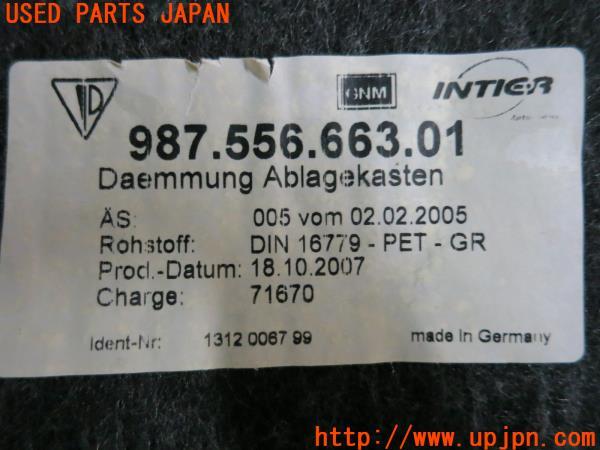 USED PARTS JAPAN
D
GNM
INTIER
987.556.663.01
Daemmung Ablagekasten
ÄS: 005 vom 02.02.2005
Rohstoff: DIN 16779 - PET - GR
Prod.-Datum: 18.10.2007
Charge: 71670
Ident-Nr: 1312 0067 99 made in Germany
http://www.upjpn.com/